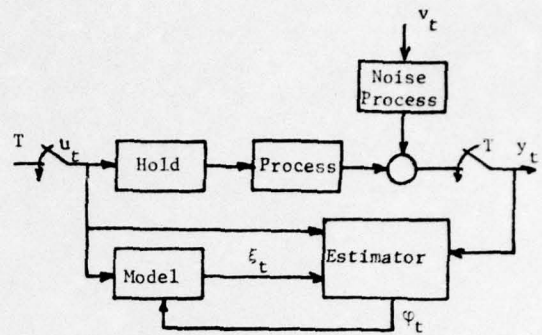 v_t
Noise
Process
T
u_t
Hold
Process
T
y_t
Estimator
Model
ξ_t
φ_t